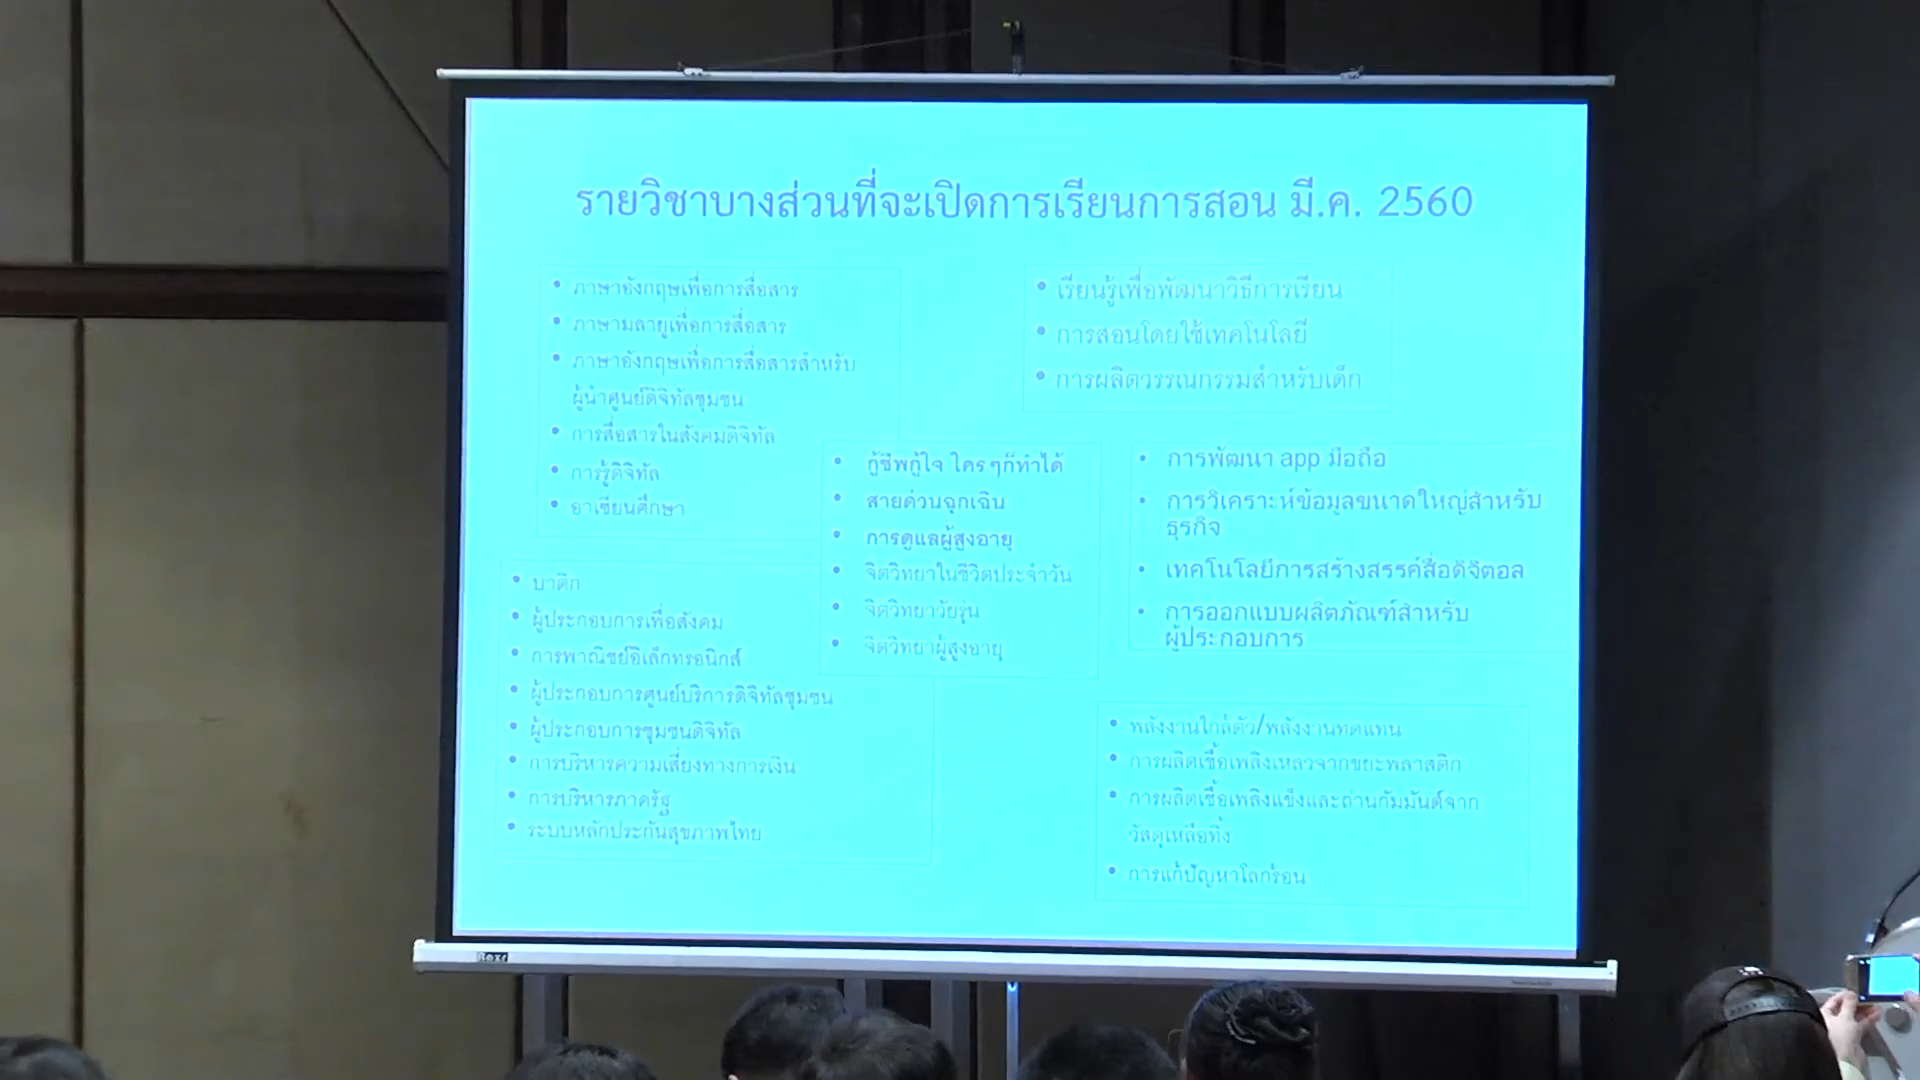 รายวิชาบางส่วนที่จะเปิดการเรียนการสอน มี.ค. 2560
• ภาษาอังกฤษเพื่อการสื่อสาร
• ภาษามลายูเพื่อการสื่อสาร
• ภาษาอังกฤษเพื่อการสื่อสารสำหรับ
ผู้นำศูนย์ดิจิทัลชุมชน
• การสื่อสารในสังคมดิจิทัล
• การรู้ดิจิทัล
• อาเซียนศึกษา
• เรียนรู้เพื่อพัฒนาวิธีการเรียน
• การสอนโดยใช้เทคโนโลยี
• การผลิตวรรณกรรมสำหรับเด็ก
• กู้ชีพกู้ใจ ใครๆก็ทำได้
• สายด่วนฉุกเฉิน
• การดูแลผู้สูงอายุ
• จิตวิทยาในชีวิตประจำวัน
• จิตวิทยาวัยรุ่น
• จิตวิทยาผู้สูงอายุ
• การพัฒนา app มือถือ
• การวิเคราะห์ข้อมูลขนาดใหญ่สำหรับ
ธุรกิจ
• เทคโนโลยีการสร้างสรรค์สื่อดิจิตอล
• การออกแบบผลิตภัณฑ์สำหรับ
ผู้ประกอบการ
• บาติก
• ผู้ประกอบการเพื่อสังคม
• การพาณิชย์อิเล็กทรอนิกส์
• ผู้ประกอบการศูนย์บริการดิจิทัลชุมชน
• ผู้ประกอบการชุมชนดิจิทัล
• การบริหารความเสี่ยงทางการเงิน
• การบริหารภาครัฐ
• ระบบหลักประกันสุขภาพไทย
• พลังงานใกล้ตัว/พลังงานทดแทน
• การผลิตเชื้อเพลิงเหลวจากขยะพลาสติก
• การผลิตเชื้อเพลิงแข็งและถ่านกัมมันต์จาก
วัสดุเหลือทิ้ง
• การแก้ปัญหาโลกร้อน